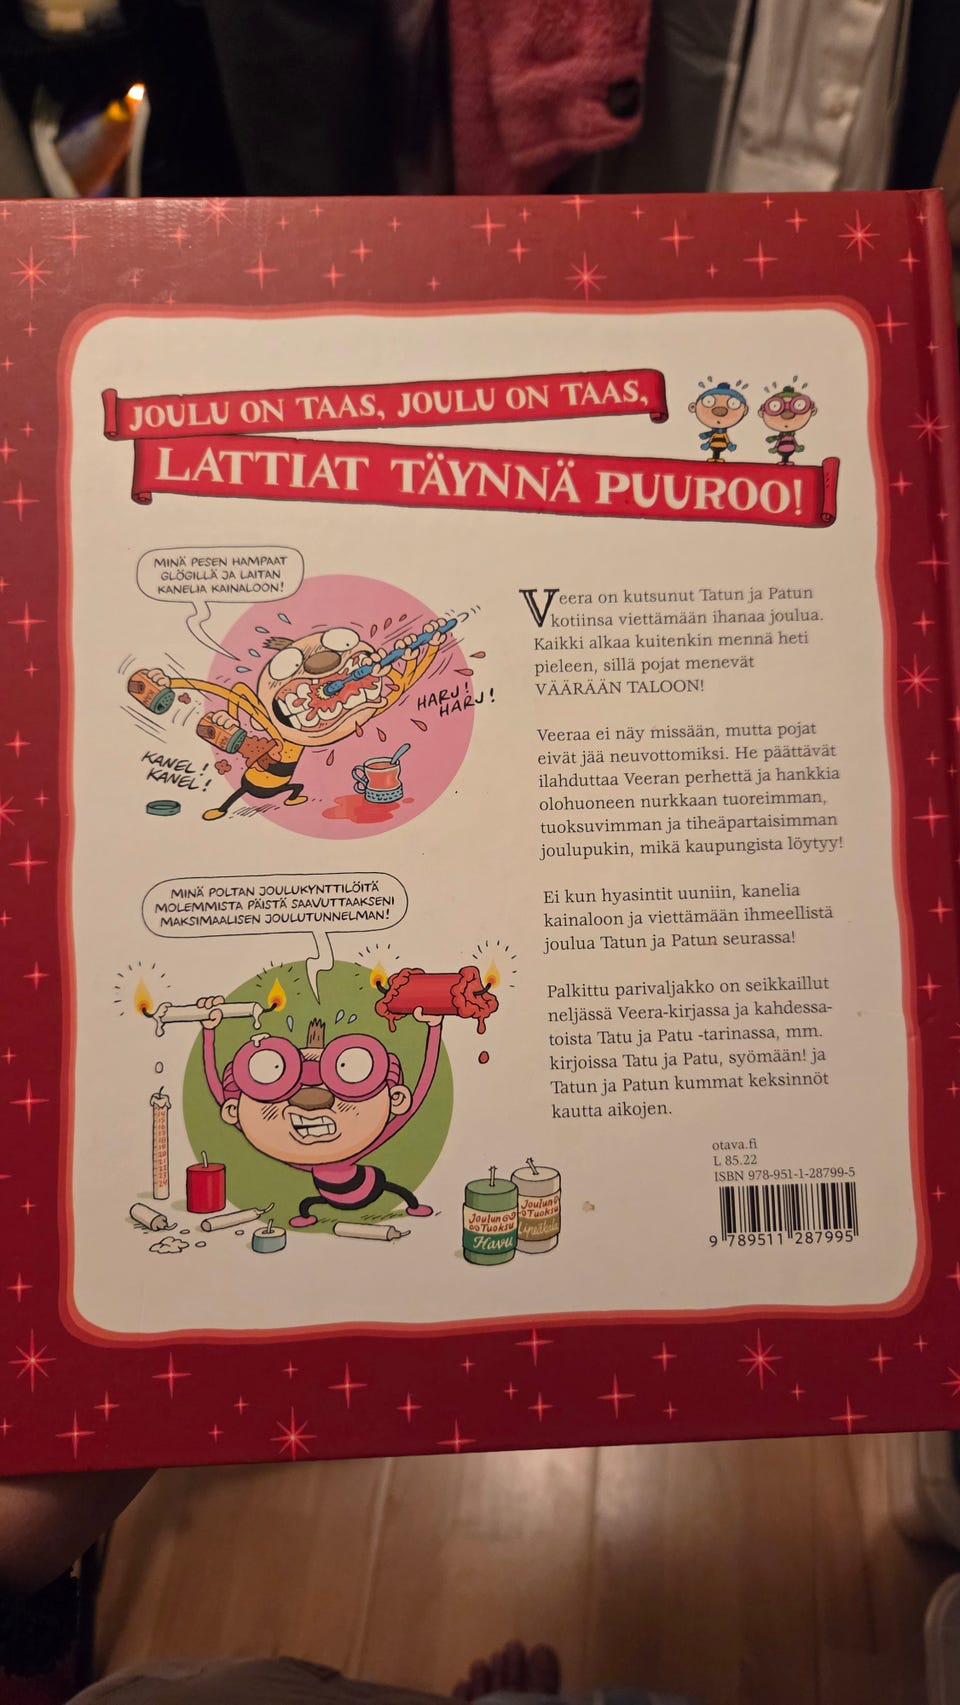 JOULU ON TAAS, JOULU ON TAAS,
LATTIAT TÄYNNÄ PUUROO!
MINÄ PESEN HAMPAAT
GLÖGILLÄ JA LAITAN
KANELIA KAINALOON!
HARJ!
HARJ!
KANEL!
KANEL!
MINÄ POLTAN JOULUKYNTTILÖITÄ
MOLEMMISTA PÄISTÄ SAAVUTTAAKSENI
MAKSIMAALISEN JOULUTUNNELMAN!
Joulun
Tuoksu
Havu
Joulun
Tuoksu
Veera on kutsunut Tatun ja Patun
kotiinsa viettämään ihanaa joulua.
Kaikki alkaa kuitenkin mennä heti
pieleen, sillä pojat menevät
VÄÄRÄÄN TALOON!
Veeraa ei näy missään, mutta pojat
eivät jää neuvottomiksi. He päättävät
ilahduttaa Veeran perhettä ja hankkia
olohuoneen nurkkaan tuoreimman,
tuoksuvimman ja tiheäpartaisimman
joulupukin, mikä kaupungista löytyy!
Ei kun hyasintit uuniin, kanelia
kainaloon ja viettämään ihmeellistä
joulua Tatun ja Patun seurassa!
Palkittu parivaljakko on seikkaillut
neljässä Veera-kirjassa ja kahdessa-
toista Tatu ja Patu -tarinassa, mm.
kirjoissa Tatu ja Patu, syömään! ja
Tatun ja Patun kummat keksinnöt
kautta aikojen.
otava.fi
L 85.22
ISBN 978-951-1-28799-5
9 789511 287995